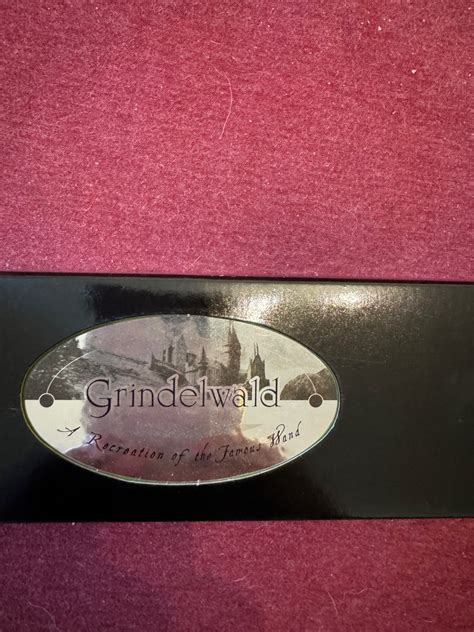 Grindelwald
A Recreation of the Famous Wand